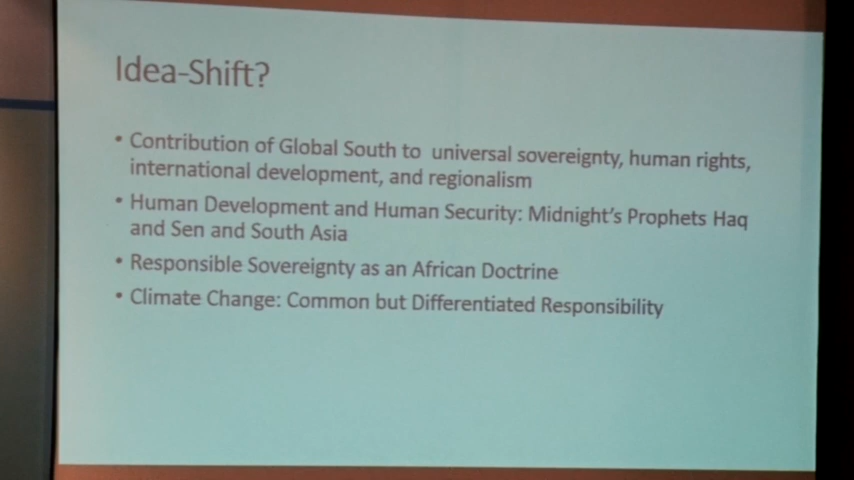 Idea-Shift?
• Contribution of Global South to universal sovereignty, human rights,
international development, and regionalism
• Human Development and Human Security: Midnight's Prophets Haq
and Sen and South Asia
• Responsible Sovereignty as an African Doctrine
• Climate Change: Common but Differentiated Responsibility